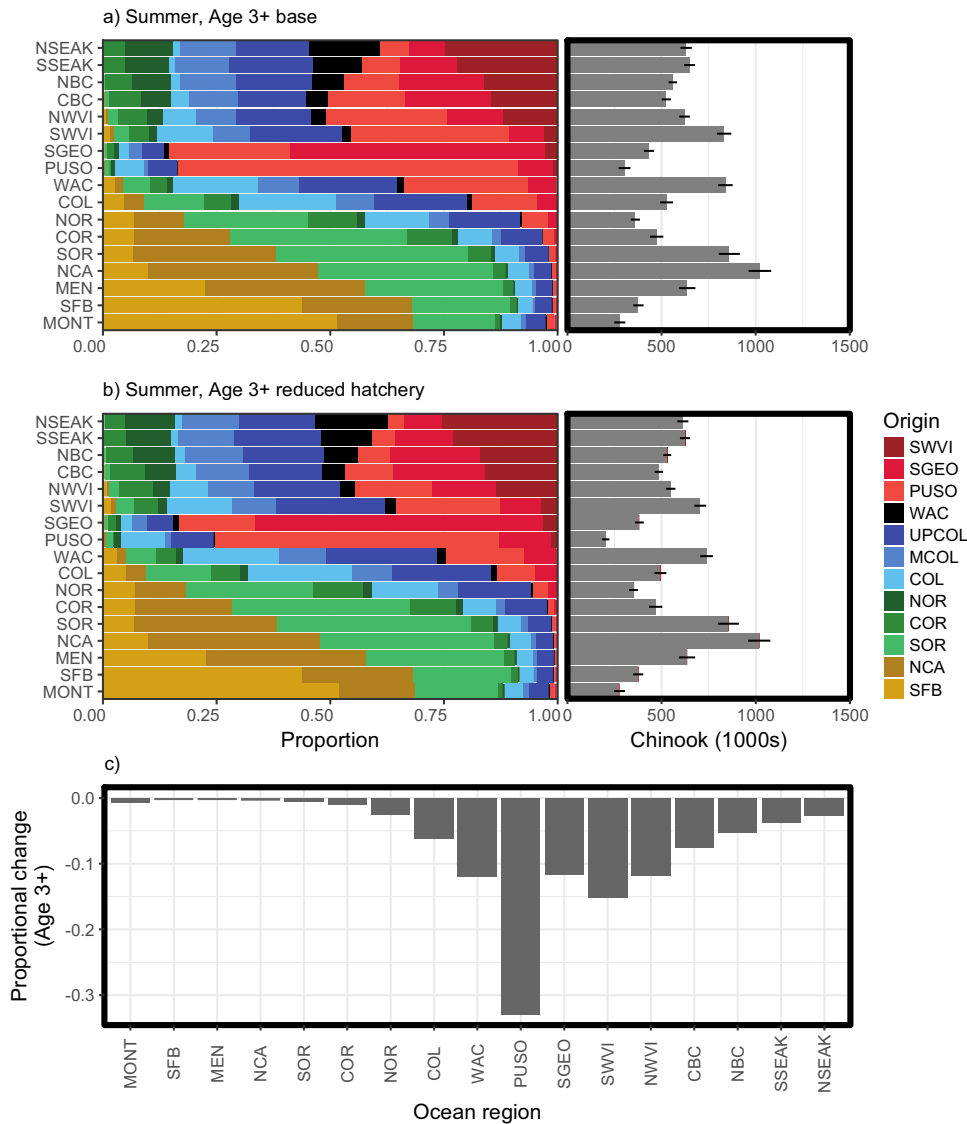 a) Summer, Age 3+ base
NSEAK
SSEAK
NBC
CBC
NWVI
SWVI
SGEO
PUSO
WAC
COL
NOR
COR
SOR
NCA
MEN
SFB
MONT
0.00 0.25 0.50 0.75 1.00 0 500 1000 1500
b) Summer, Age 3+ reduced hatchery
NSEAK
SSEAK
NBC
CBC
NWVI
SWVI
SGEO
PUSO
WAC
COL
NOR
COR
SOR
NCA
MEN
SFB
MONT
0.00 0.25 0.50 0.75 1.00 0 500 1000 1500
Proportion Chinook (1000s)
Origin
SWVI
SGEO
PUSO
WAC
UPCOL
MCOL
COL
NOR
COR
SOR
NCA
SFB
c)
Proportional change
(Age 3+)
0.0
-0.1
-0.2
-0.3
MONT SFB MEN NCA SOR COR NOR COL WAC PUSO SGEO SWVI NWVI CBC NBC SSEAK NSEAK
Ocean region